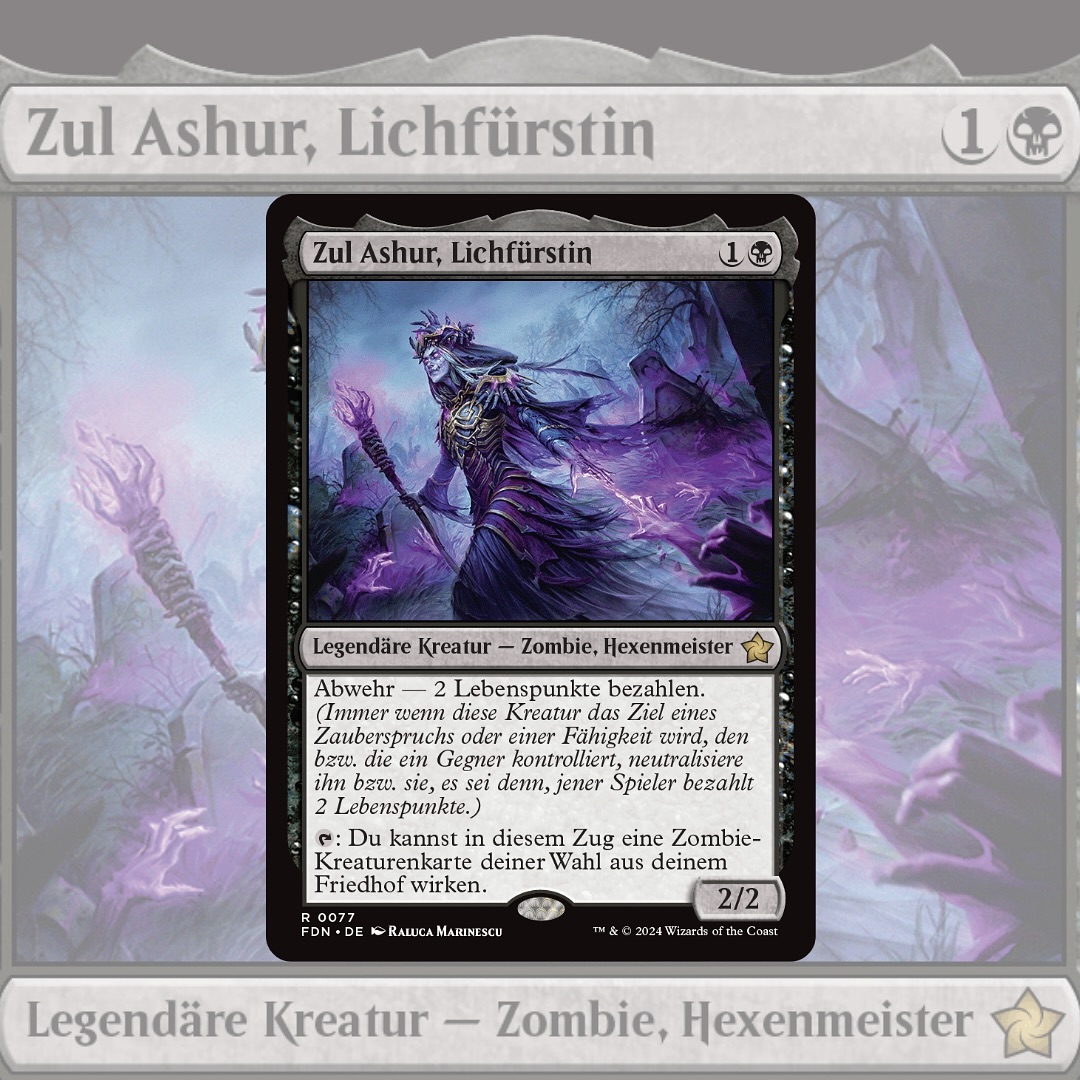 Zul Ashur, Lichfürstin 1
Zul Ashur, Lichfürstin 1
Legendäre Kreatur — Zombie, Hexenmeister
Abwehr — 2 Lebenspunkte bezahlen.
(Immer wenn diese Kreatur das Ziel eines
Zauberspruchs oder einer Fähigkeit wird, den
bzw. die ein Gegner kontrolliert, neutralisiere
ihn bzw. sie, es sei denn, jener Spieler bezahlt
2 Lebenspunkte.)
: Du kannst in diesem Zug eine Zombie-
Kreaturenkarte deiner Wahl aus deinem
Friedhof wirken.
2/2
R 0077
FDN • DE Raluca Marinescu
™ & © 2024 Wizards of the Coast
Legendäre Kreatur — Zombie, Hexenmeister